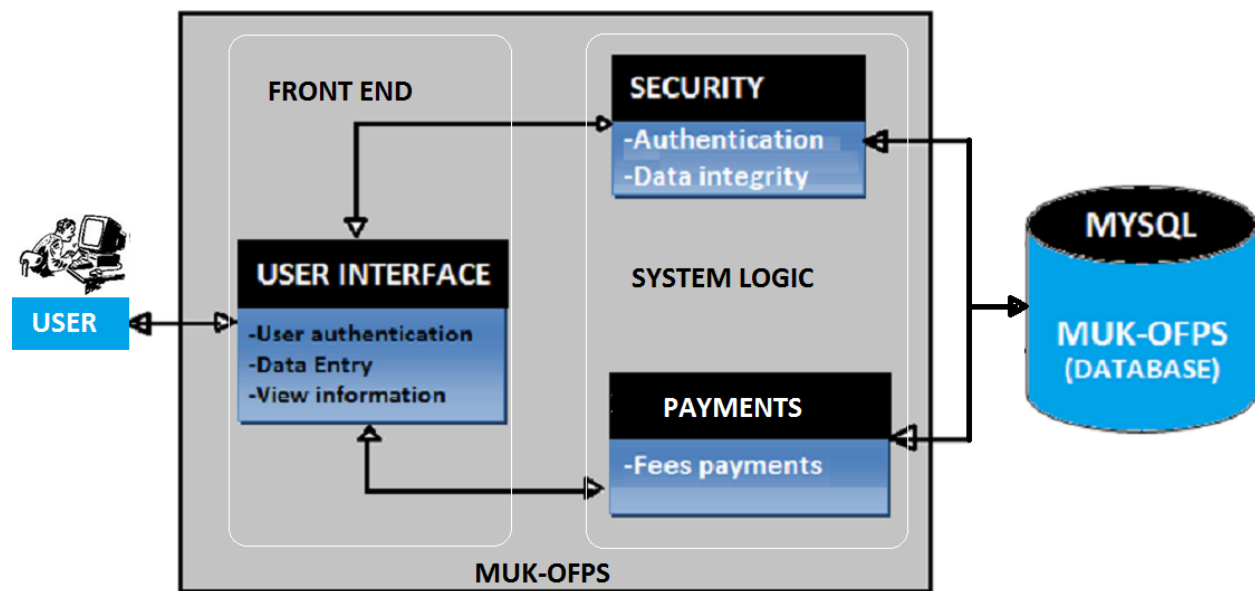 FRONT END
SECURITY
-Authentication
-Data integrity
USER INTERFACE
-User authentication
-Data Entry
-View information
USER
SYSTEM LOGIC
PAYMENTS
-Fees payments
MYSQL
MUK-OFPS
(DATABASE)
MUK-OFPS